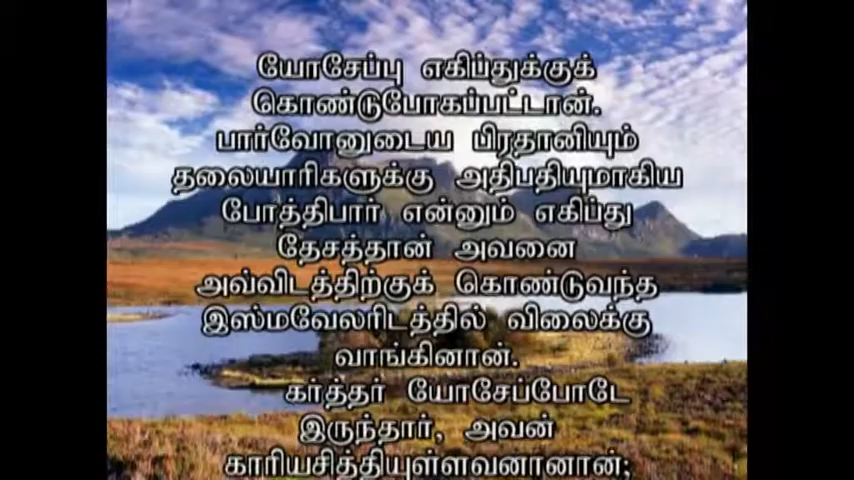 யோசேப்பு எகிப்துக்குக்
கொண்டுபோகப்பட்டான்.
பார்வோனுடைய பிரதானியும்
தலையாரிகளுக்கு அதிபதியுமாகிய
போத்திபார் என்னும் எகிப்து
தேசத்தான் அவனை
அவ்விடத்திற்குக் கொண்டுவந்த
இஸ்மவேலரிடத்தில் விலைக்கு
வாங்கினான்.
கர்த்தர் யோசேப்போடே
இருந்தார், அவன்
காரியசித்தியுள்ளவனானான்;